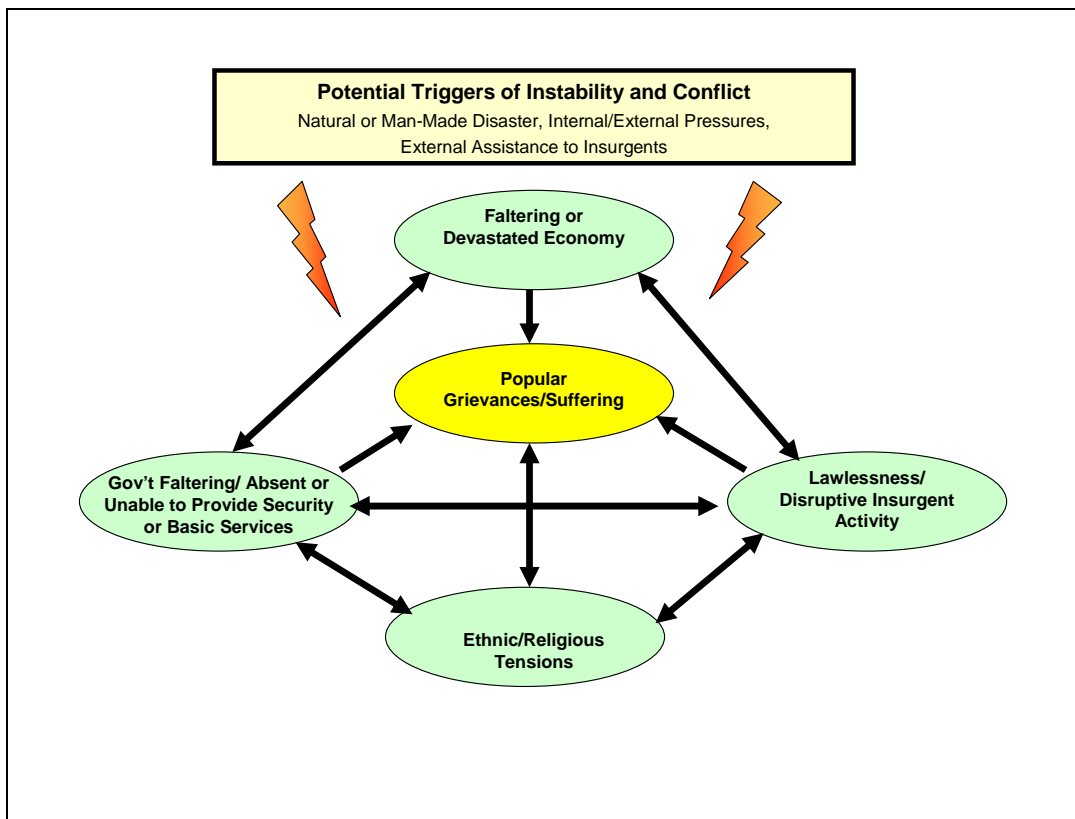 Potential Triggers of Instability and Conflict
Natural or Man-Made Disaster, Internal/External Pressures,
External Assistance to Insurgents
Faltering or
Devastated Economy
Popular
Grievances/Suffering
Gov't Faltering/ Absent or
Unable to Provide Security
or Basic Services
Lawlessness/
Disruptive Insurgent
Activity
Ethnic/Religious
Tensions